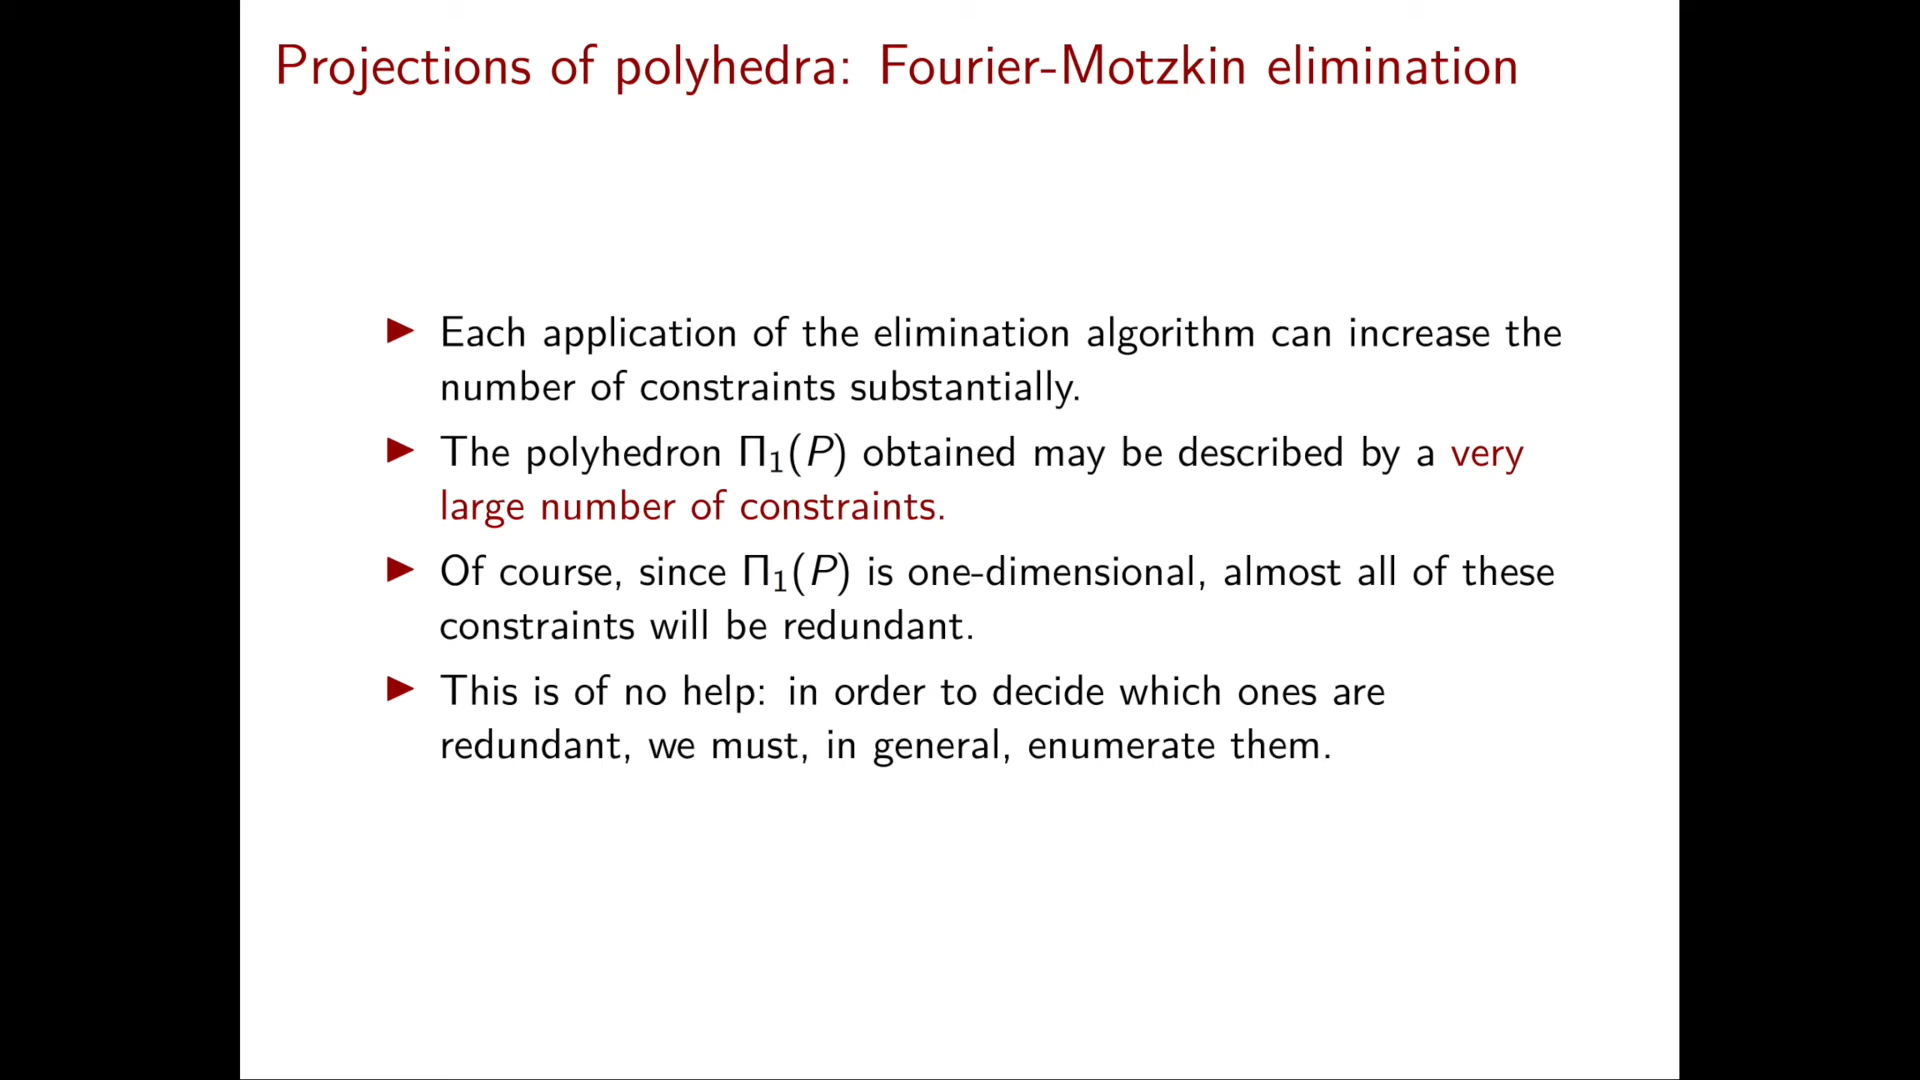 Projections of polyhedra: Fourier-Motzkin elimination
▶ Each application of the elimination algorithm can increase the
number of constraints substantially.
▶ The polyhedron Π₁(P) obtained may be described by a very
large number of constraints.
▶ Of course, since Π₁(P) is one-dimensional, almost all of these
constraints will be redundant.
▶ This is of no help: in order to decide which ones are
redundant, we must, in general, enumerate them.